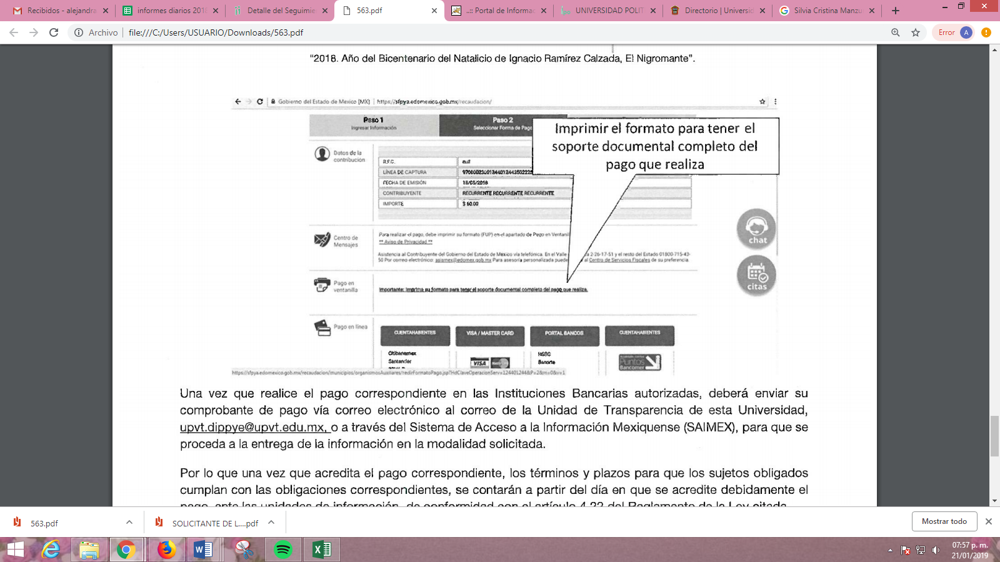 Recibidos - alejandra
informes diarios 2018
Detalle del Seguimie
563.pdf
..:: Portal de Informac
UNIVERSIDAD POLIT
Directorio | Universid
Silvia Cristina Manzu
Archivo
file:///C:/Users/USUARIO/Downloads/563.pdf
Error
A
"2018. Año del Bicentenario del Natalicio de Ignacio Ramírez Calzada, El Nigromante".
Gobierno del Estado de Mexico [MX]
https://sfpya.edomexico.gob.mx/recaudacion/
Paso 1
Ingresar Información
Paso 2
Seleccionar Forma de Pago
Imprimir el formato para tener el
soporte documental completo del
pago que realiza
Datos de la
contribución
R.F.C.
null
LÍNEA DE CAPTURA
FECHA DE EMISIÓN
18/05/2018
CONTRIBUYENTE
RECURRENTE RECURRENTE RECURRENTE
IMPORTE
$ 60.00
Centro de
Mensajes
Para realizar el pago, debe imprimir su formato (FUP) en el apartado de Pago en Ventanil
** Aviso de Privacidad **
Asistencia al Contribuyente del Gobierno del Estado de Mexico vía telefónica. En el Valle a 2-26-17-51 y el resto del Estado 01800-715-43-
50 Por correo electrónico: asismex@edomex.gob.mx Para asesoría personalizada puede al Centro de Servicios Fiscales de su preferencia.
chat
citas
Pago en
ventanilla
Importante: Imprima su formato para tener el soporte documental completo del pago que realiza.
Pago en línea
CUENTAHABIENTES
VISA / MASTER CARD
PORTAL BANCOS
CUENTAHABIENTES
Citibanamex
Santander
VISA
HSBC
Banorte
Puntos
Bancomer
https://sfpya.edomexico.gob.mx/recaudacion/municipios/organismosAuxiliares/redirFormatoPago.jsp?HdClaveOperacionServ=124401244&P=2&m=0&v=1
Una vez que realice el pago correspondiente en las Instituciones Bancarias autorizadas, deberá enviar su
comprobante de pago vía correo electrónico al correo de la Unidad de Transparencia de esta Universidad,
upvt.dippye@upvt.edu.mx, o a través del Sistema de Acceso a la Información Mexiquense (SAIMEX), para que se
proceda a la entrega de la información en la modalidad solicitada.
Por lo que una vez que acredita el pago correspondiente, los términos y plazos para que los sujetos obligados
cumplan con las obligaciones correspondientes, se contarán a partir del día en que se acredite debidamente el
pago, ante las unidades de información, de conformidad con el artículo 4.22 del Reglamento de la Ley citada
563.pdf
SOLICITANTE DE L....pdf
Mostrar todo
07:57 p. m.
21/01/2019